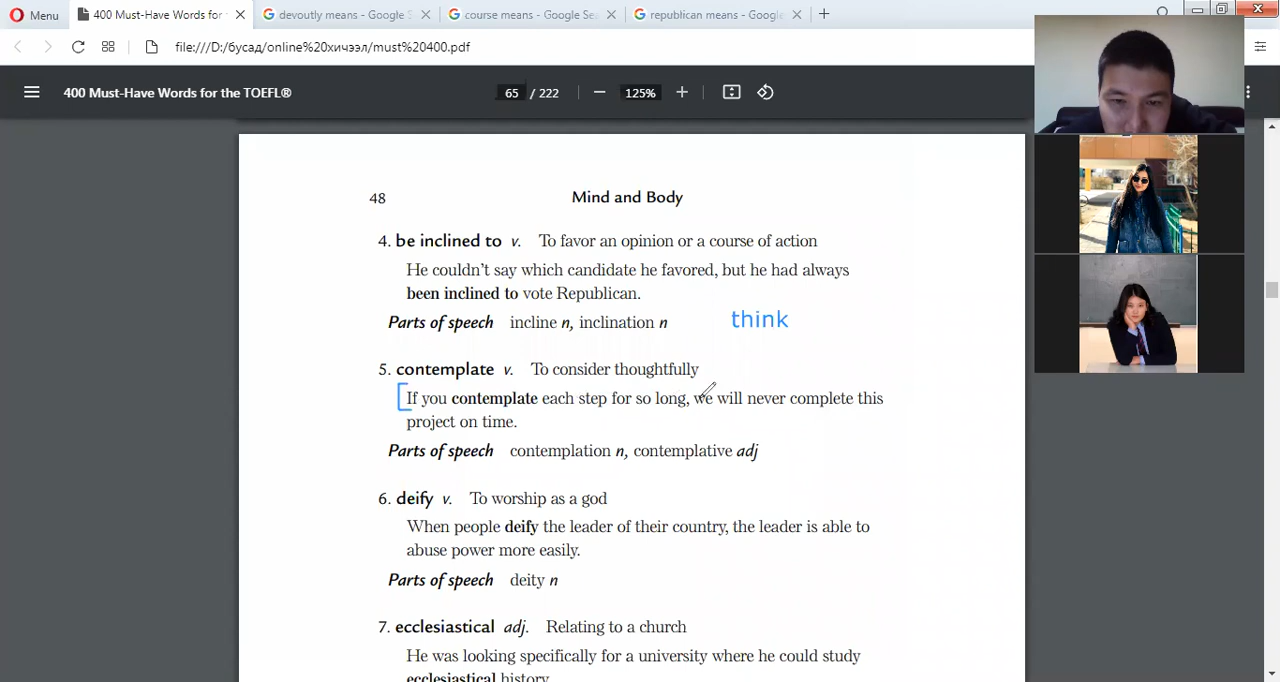 Menu
400 Must-Have Words for
devoutly means - Google S
course means - Google Sea
republican means - Google
file:///D:/бусад/online%20хичээл/must%20400.pdf
400 Must-Have Words for the TOEFL®
65 / 222
125%
48 Mind and Body
4. be inclined to v. To favor an opinion or a course of action
He couldn't say which candidate he favored, but he had always
been inclined to vote Republican.
Parts of speech incline n, inclination n
think
5. contemplate v. To consider thoughtfully
If you contemplate each step for so long, we will never complete this
project on time.
Parts of speech contemplation n, contemplative adj
6. deify v. To worship as a god
When people deify the leader of their country, the leader is able to
abuse power more easily.
Parts of speech deity n
7. ecclesiastical adj. Relating to a church
He was looking specifically for a university where he could study
ecclesiastical history.